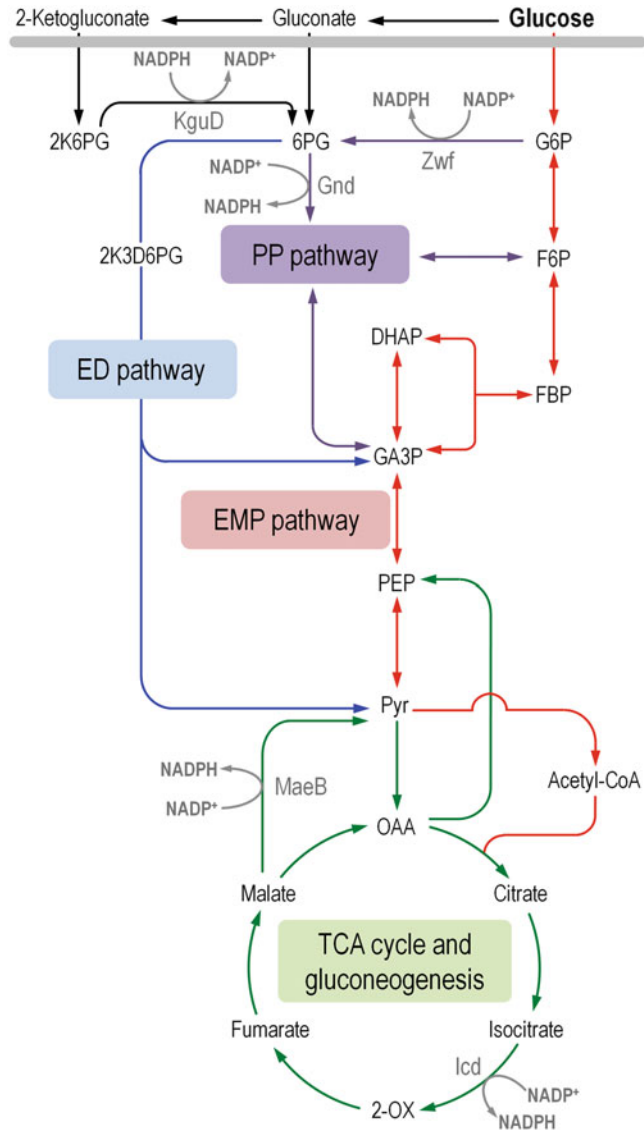 2-Ketogluconate
Gluconate
Glucose
NADPH
NADP+
NADPH
NADP+
2K6PG
KguD
6PG
Zwf
G6P
NADP+
Gnd
NADPH
2K3D6PG
PP pathway
F6P
DHAP
ED pathway
FBP
GA3P
EMP pathway
PEP
Pyr
NADPH
MaeB
NADP+
Acetyl-CoA
OAA
Malate
Citrate
TCA cycle and
gluconeogenesis
Fumarate
Isocitrate
Icd
NADP+
2-OX
NADPH